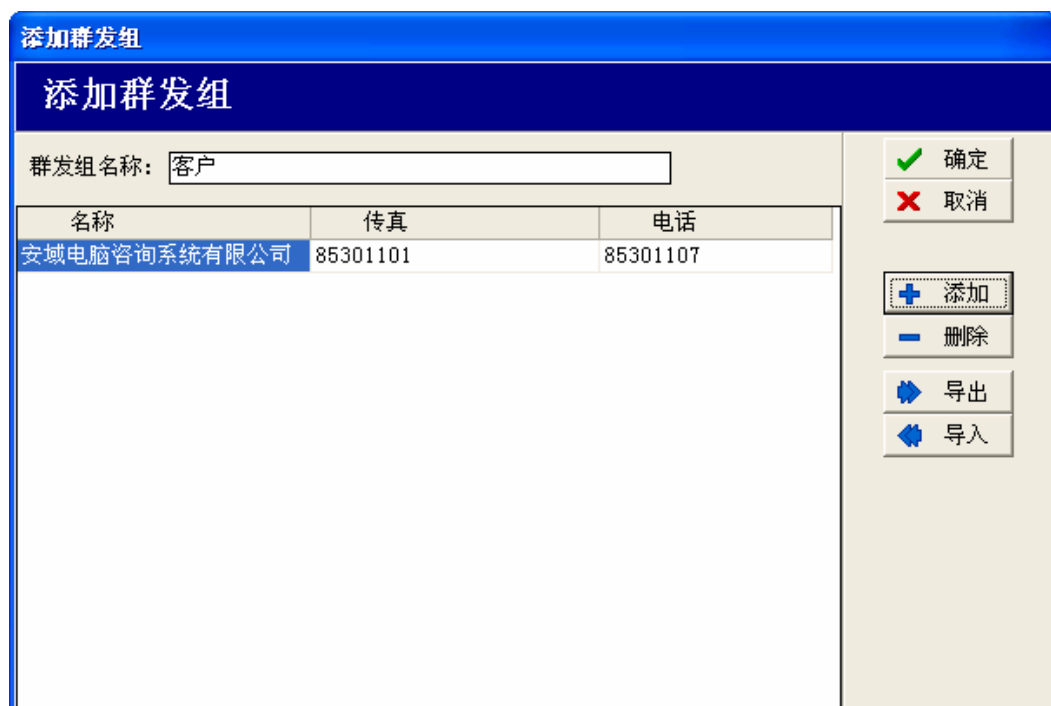 添加群发组
添加群发组
群发组名称： 客户
名称 传真 电话
安域电脑咨询系统有限公司 85301101 85301107
确定
取消
添加
删除
导出
导入